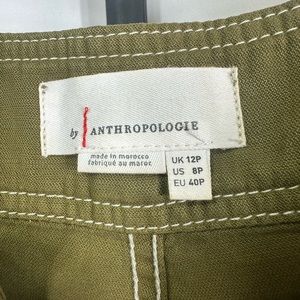 by ANTHROPOLOGIE
made in morocco
fabriqué au maroc
UK 12P
US 8P
EU 40P